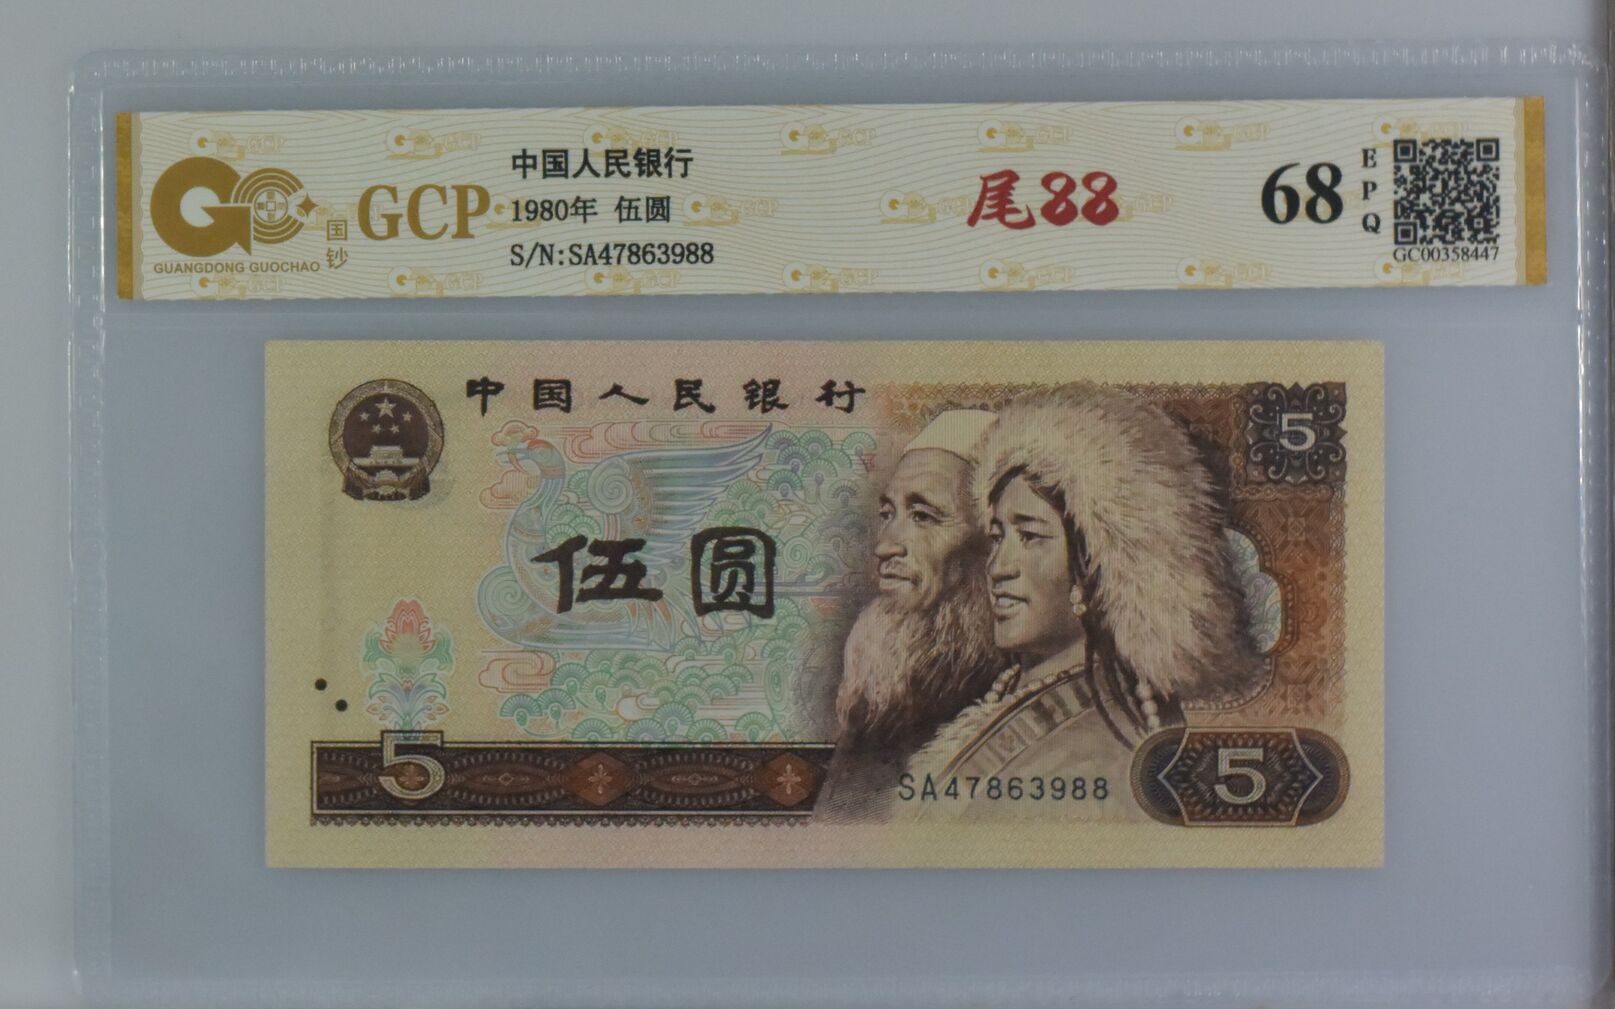 中国人民银行
GCP
国钞
GUANGDONG GUOCHAO
1980年 伍圆
S/N:SA47863988
尾88
68
EPQ
GC00358447
中国人民银行
5
伍圆
5
SA47863988
5